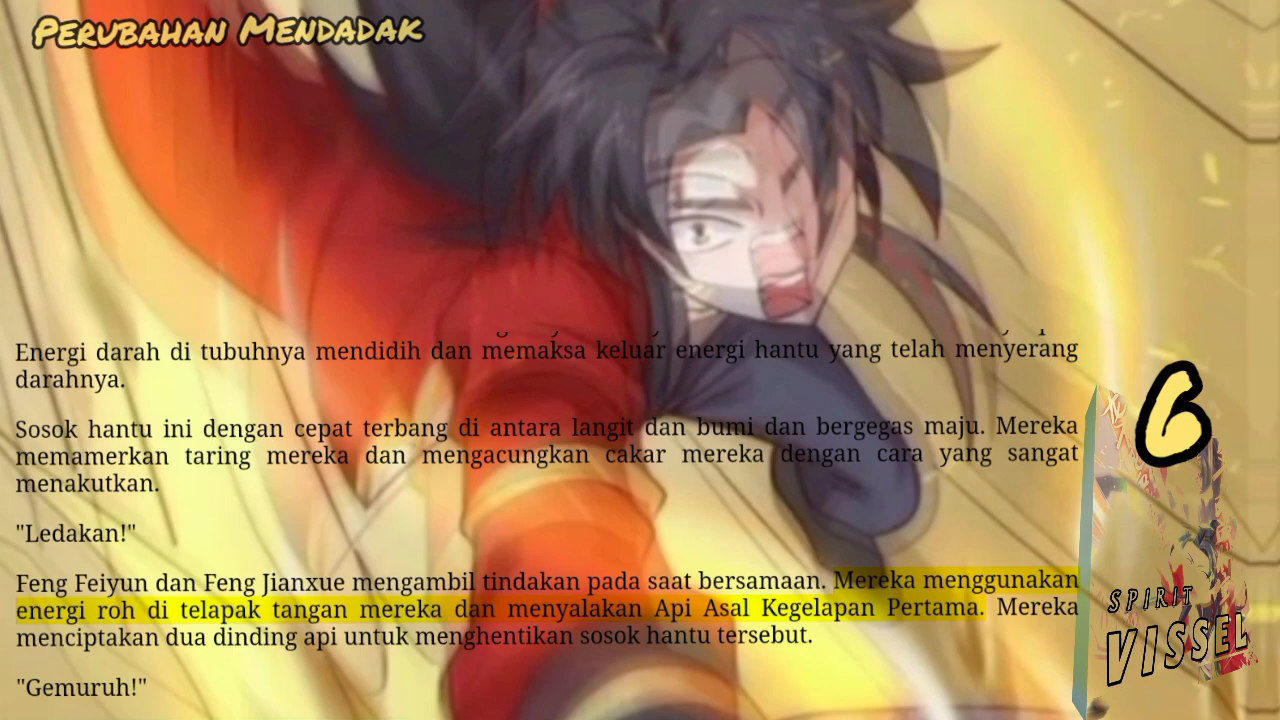 Perubahan Mendadak
Energi darah di tubuhnya mendidih dan memaksa keluar energi hantu yang telah menyerang
darahnya.
Sosok hantu ini dengan cepat terbang di antara langit dan bumi dan bergegas maju. Mereka
memamerkan taring mereka dan mengacungkan cakar mereka dengan cara yang sangat
menakutkan.
"Ledakan!"
Feng Feiyun dan Feng Jianxue mengambil tindakan pada saat bersamaan. Mereka menggunakan
energi roh di telapak tangan mereka dan menyalakan Api Asal Kegelapan Pertama. Mereka
menciptakan dua dinding api untuk menghentikan sosok hantu tersebut.
"Gemuruh!"
6
SPIRIT
VISSEL